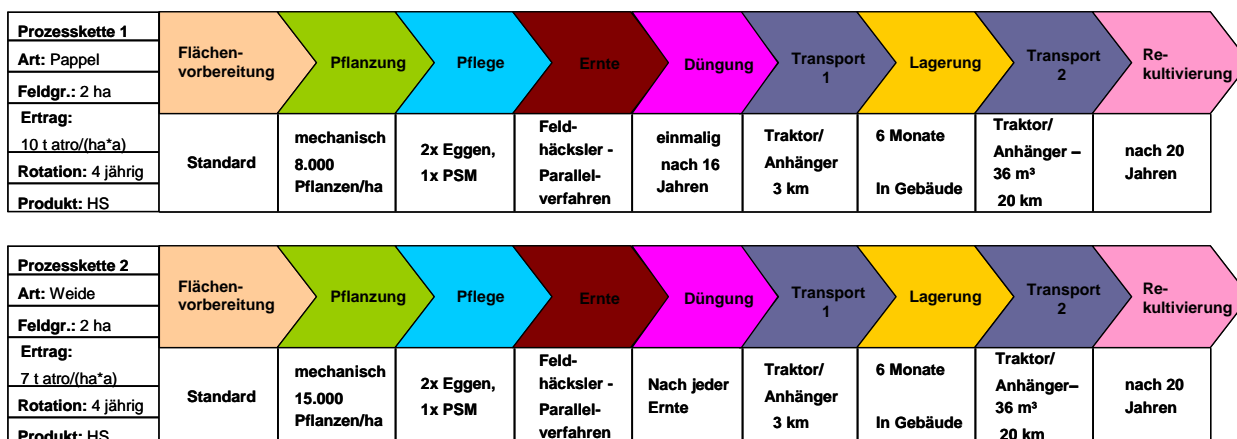 Prozesskette 1
Art: Pappel
Feldgr.: 2 ha
Ertrag:
10 t atro/(ha*a)
Rotation: 4 jährig
Produkt: HS
Flächen-
vorbereitung
Pflanzung
Pflege
Ernte
Düngung
Transport
1
Lagerung
Transport
2
Re-
kultivierung
Standard
mechanisch
8.000
Pflanzen/ha
2x Eggen,
1x PSM
Feld-
häcksler -
Parallel-
verfahren
einmalig
nach 16
Jahren
Traktor/
Anhänger
3 km
6 Monate
In Gebäude
Traktor/
Anhänger –
36 m³
20 km
nach 20
Jahren
Prozesskette 2
Art: Weide
Feldgr.: 2 ha
Ertrag:
7 t atro/(ha*a)
Rotation: 4 jährig
Produkt: HS
Flächen-
vorbereitung
Pflanzung
Pflege
Ernte
Düngung
Transport
1
Lagerung
Transport
2
Re-
kultivierung
Standard
mechanisch
15.000
Pflanzen/ha
2x Eggen,
1x PSM
Feld-
häcksler -
Parallel-
verfahren
Nach jeder
Ernte
Traktor/
Anhänger
3 km
6 Monate
In Gebäude
Traktor/
Anhänger–
36 m³
20 km
nach 20
Jahren